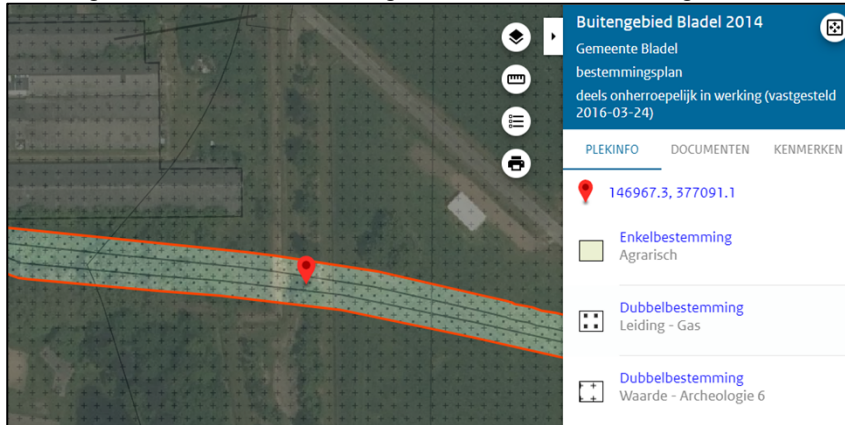 Buitengebied Bladel 2014
Gemeente Bladel
bestemmingsplan
deels onherroepelijk in werking (vastgesteld
2016-03-24)
PLEKINFO DOCUMENTEN KENMERKEN
146967.3, 377091.1
Enkelbestemming
Agrarisch
Dubbelbestemming
Leiding - Gas
Dubbelbestemming
Waarde - Archeologie 6